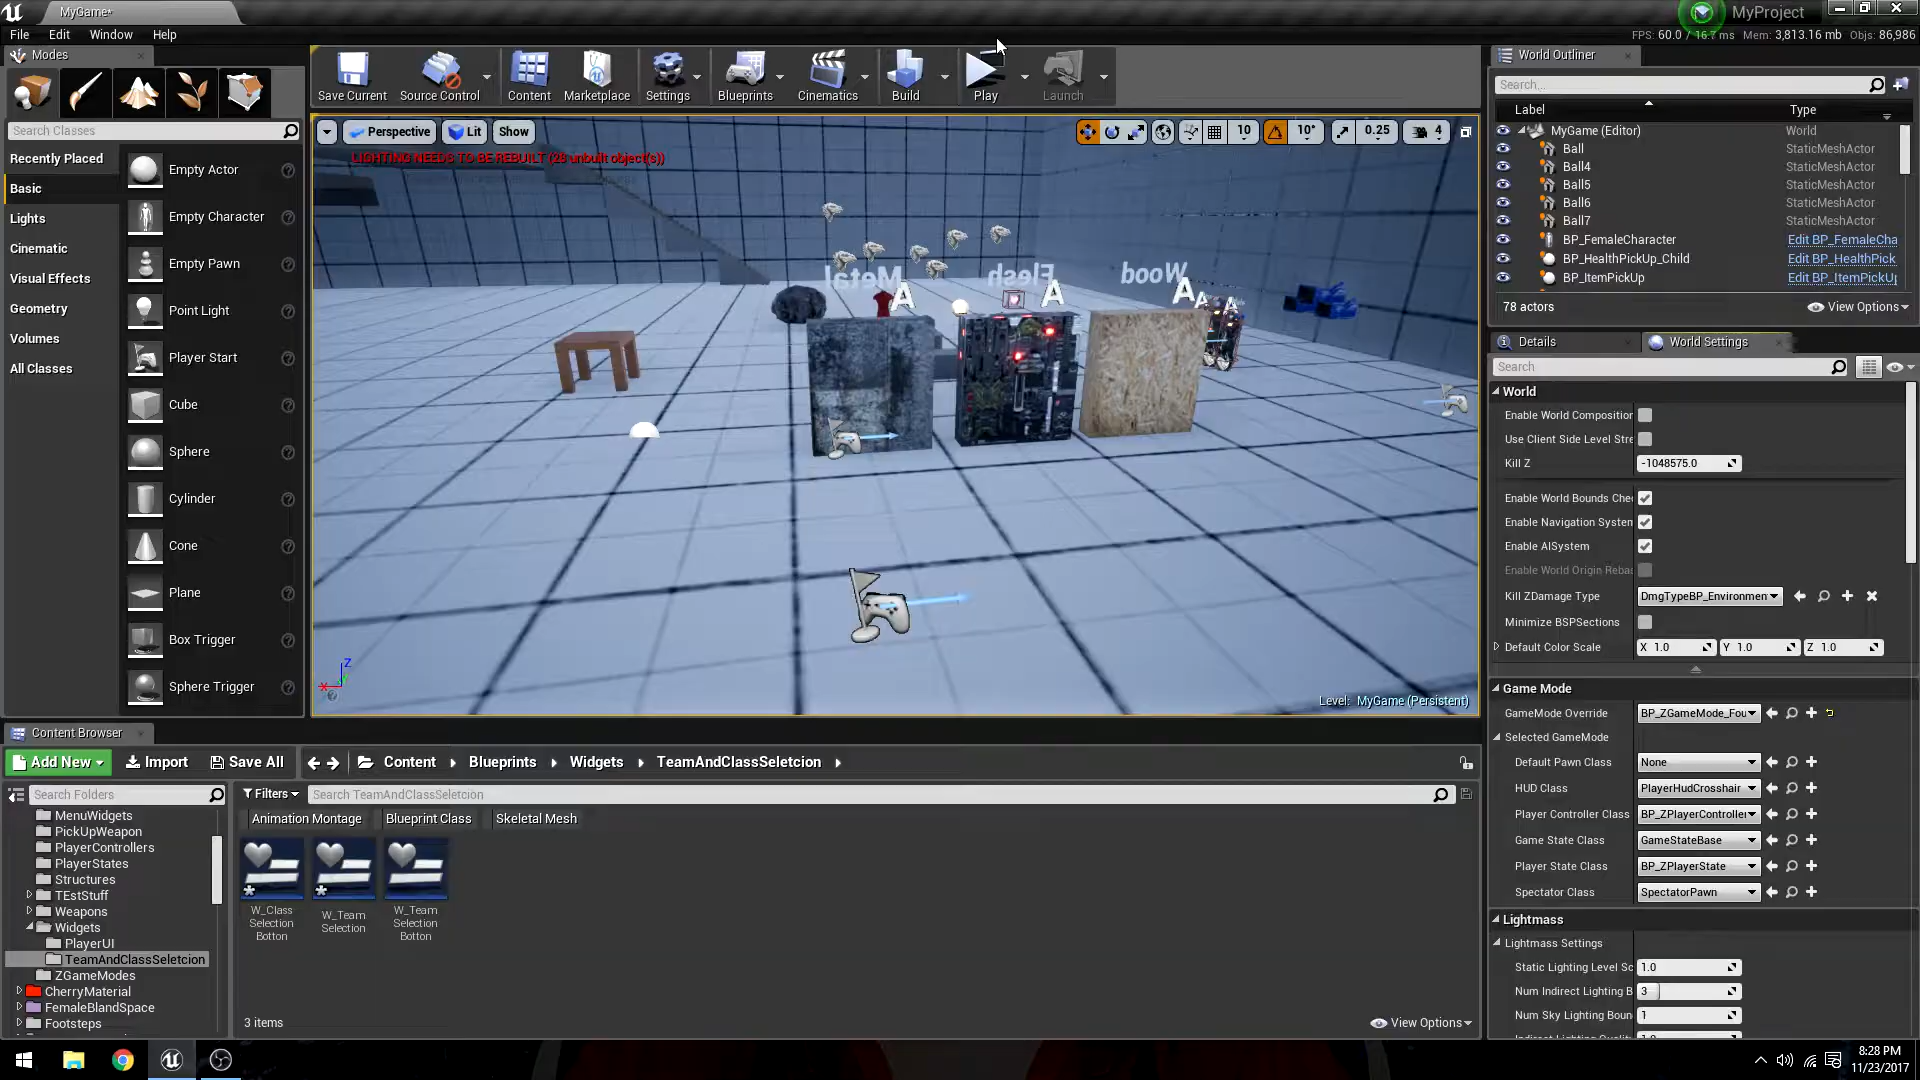 MyGame*
MyProject
File Edit Window Help
FPS: 60.0 / 16.7 ms Mem: 3,813.16 mb Objs: 86,986
Modes
Save Current
Source Control
Content
Marketplace
Settings
Blueprints
Cinematics
Build
Play
Launch
Search Classes
Recently Placed
Basic
Lights
Cinematic
Visual Effects
Geometry
Volumes
All Classes
Empty Actor
Empty Character
Empty Pawn
Point Light
Player Start
Cube
Sphere
Cylinder
Cone
Plane
Box Trigger
Sphere Trigger
Perspective Lit Show
10 10° 0.25 4
LIGHTING NEEDS TO BE REBUILT (28 unbuilt object(s))
Metal
Flesh
Wood
A
A
A
Z
X
Level: MyGame (Persistent)
World Outliner
Search...
Label Type
MyGame (Editor) World
Ball StaticMeshActor
Ball4 StaticMeshActor
Ball5 StaticMeshActor
Ball6 StaticMeshActor
Ball7 StaticMeshActor
BP_FemaleCharacter Edit BP_FemaleCha
BP_HealthPickUp_Child Edit BP_HealthPick
BP_ItemPickUp Edit BP_ItemPickU
78 actors View Options
Details World Settings
Search
World
Enable World Composition
Use Client Side Level Stre
Kill Z -1048575.0
Enable World Bounds Chec
Enable Navigation System
Enable AISystem
Enable World Origin Rebas
Kill ZDamage Type DmgTypeBP_Environmen
Minimize BSPSections
Default Color Scale X 1.0 Y 1.0 Z 1.0
Game Mode
GameMode Override BP_ZGameMode_Fou
Selected GameMode
Default Pawn Class None
HUD Class PlayerHudCrosshair
Player Controller Class BP_ZPlayerController
Game State Class GameStateBase
Player State Class BP_ZPlayerState
Spectator Class SpectatorPawn
Lightmass
Lightmass Settings
Static Lighting Level Sc 1.0
Num Indirect Lighting B 3
Num Sky Lighting Boun 1
Content Browser
Add New Import Save All Content Blueprints Widgets TeamAndClassSeletcion
Search Folders
Filters Search TeamAndClassSeletcion
Animation Montage Blueprint Class Skeletal Mesh
MenuWidgets
PickUpWeapon
PlayerControllers
PlayerStates
Structures
TEstStuff
Weapons
Widgets
PlayerUI
TeamAndClassSeletcion
ZGameModes
CherryMaterial
FemaleBlandSpace
Footsteps
W_Class
Selection
Botton
W_Team
Selection
W_Team
Selection
Botton
3 items
View Options
8:28 PM
11/23/2017